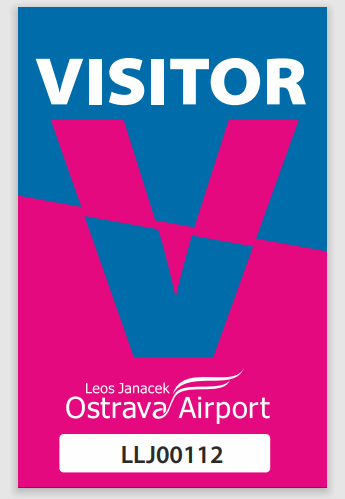 VISITOR
V
Leos Janacek
Ostrava Airport
LLJ00112